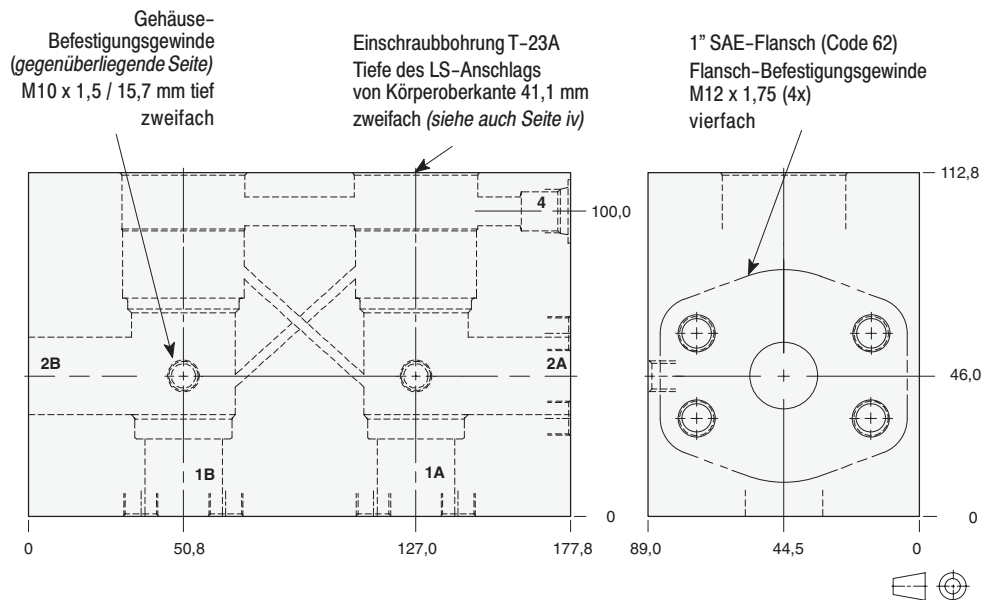 Gehäuse-
Befestigungsgewinde
(gegenüberliegende Seite)
M10 x 1,5 / 15,7 mm tief
zweifach
Einschraubbohrung T-23A
Tiefe des LS-Anschlags
von Körperoberkante 41,1 mm
zweifach (siehe auch Seite iv)
1” SAE-Flansch (Code 62)
Flansch-Befestigungsgewinde
M12 x 1,75 (4x)
vierfach
4
100,0
112,8
2B
2A
46,0
1B
1A
0
0
0
50,8
127,0
177,8
89,0
44,5
0